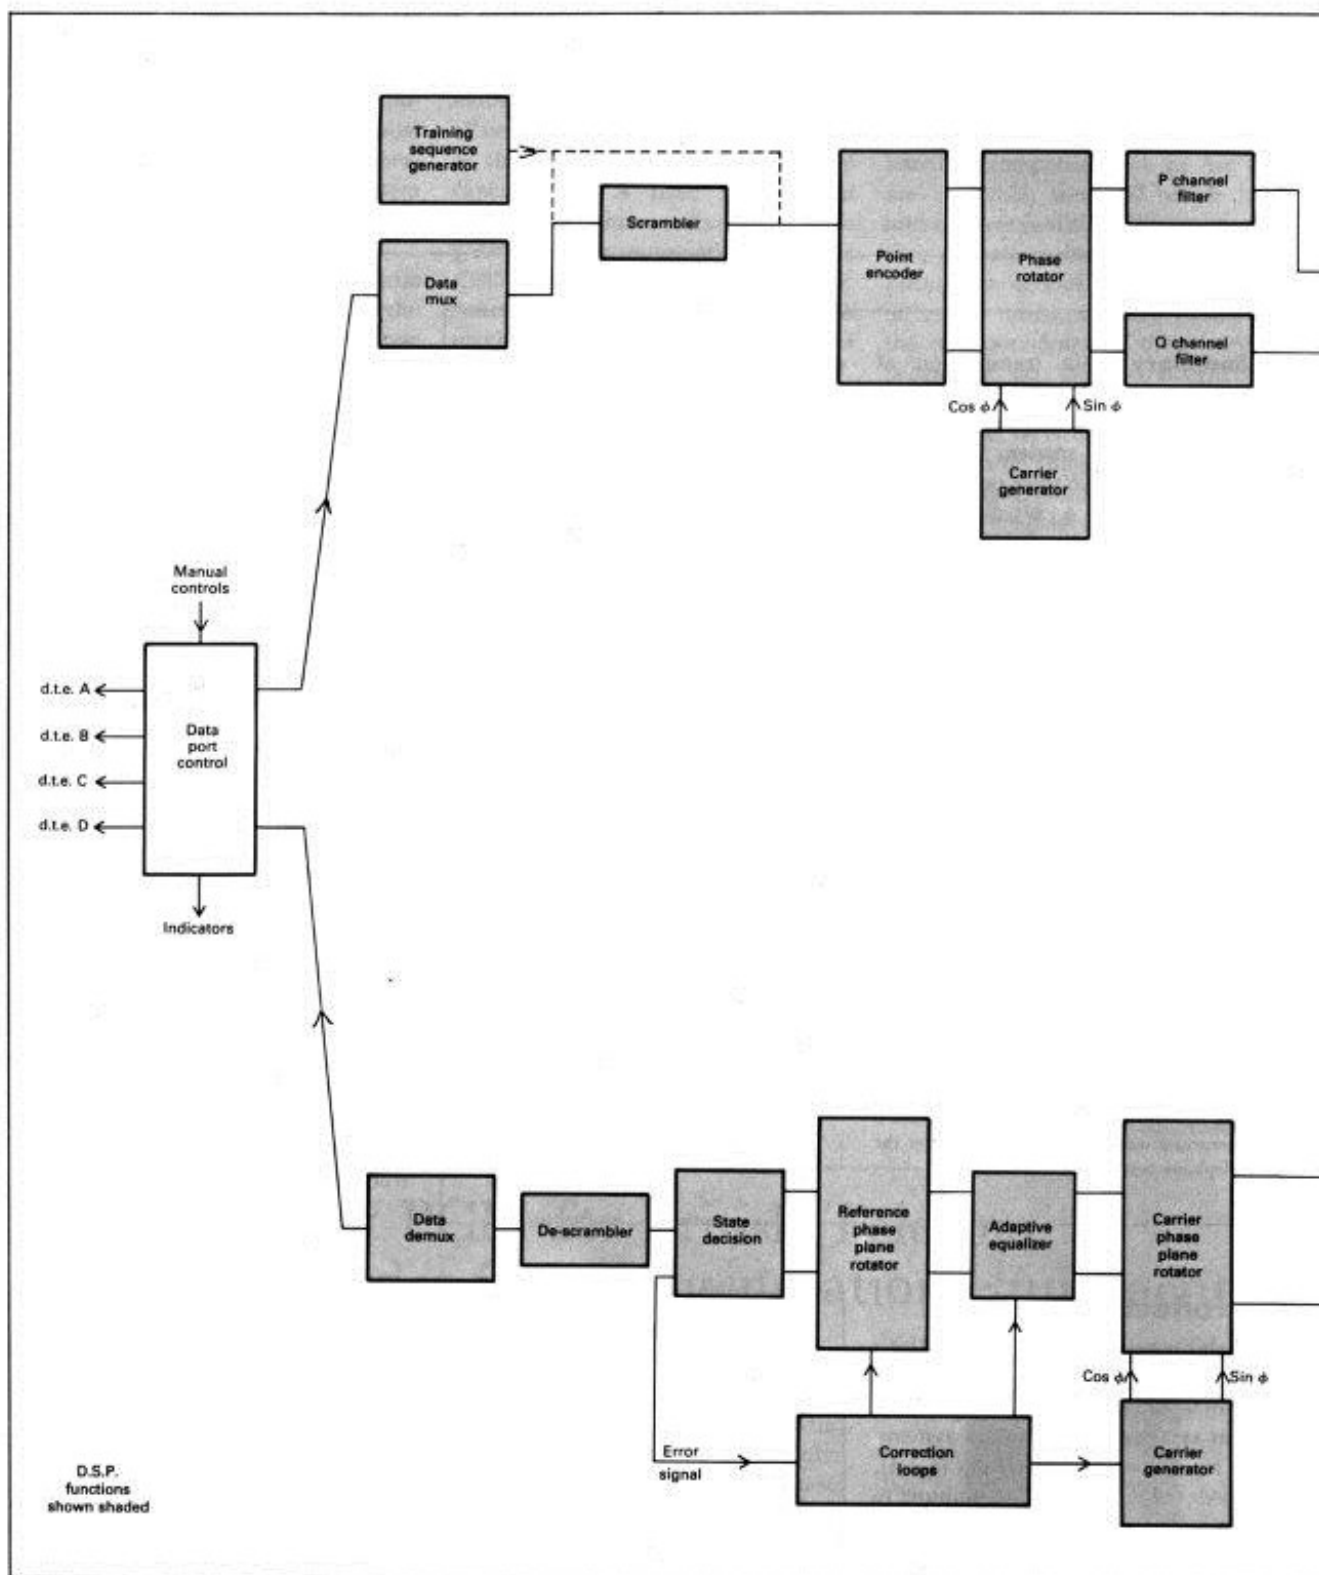 Training
sequence
generator
Scrambler
Data
mux
Point
encoder
Phase
rotator
P channel
filter
Q channel
filter
Cos ϕ
Sin ϕ
Carrier
generator
Manual
controls
d.t.e. A
d.t.e. B
d.t.e. C
d.t.e. D
Data
port
control
Indicators
Data
demux
De-scrambler
State
decision
Reference
phase
plane
rotator
Adaptive
equalizer
Carrier
phase
plane
rotator
Cos ϕ
Sin ϕ
Error
signal
Correction
loops
Carrier
generator
D.S.P.
functions
shown shaded